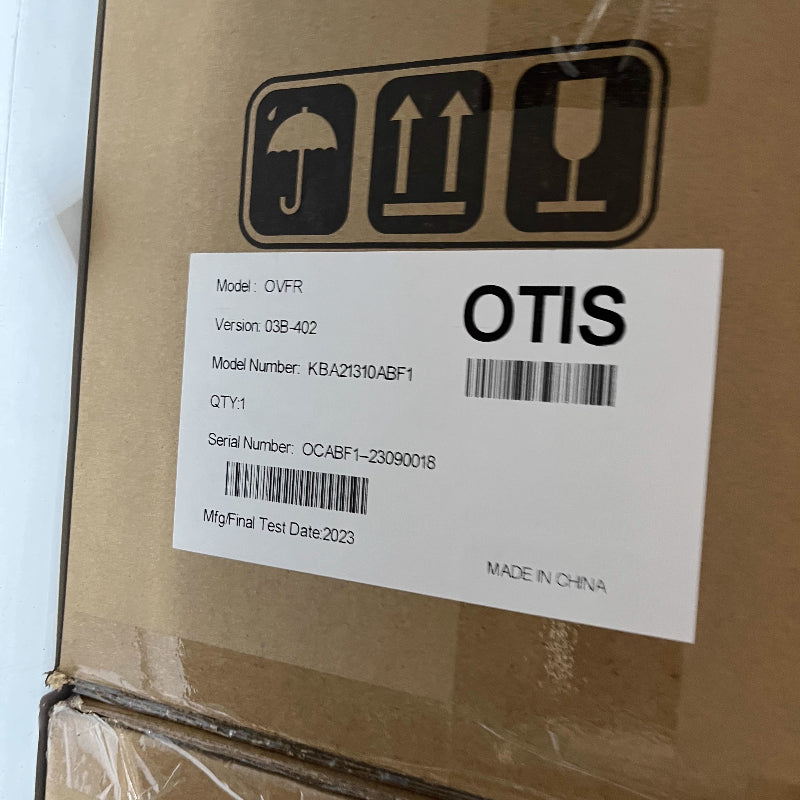 Model: OVFR
OTIS
Version: 03B-402
Model Number: KBA21310ABF1
QTY:1
Serial Number: OCABF1-23090018
Mfg/Final Test Date:2023
MADE IN CHINA